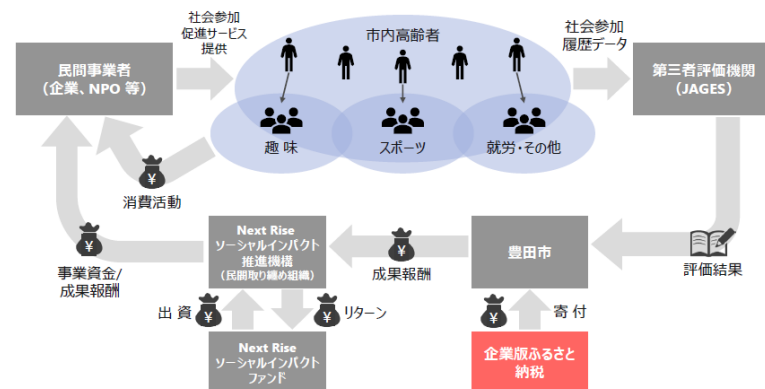 社会参加
促進サービス
提供
市内高齢者
社会参加
履歴データ
民間事業者
（企業、NPO 等）
第三者評価機関
（JAGES）
趣 味
スポーツ
就労・その他
¥
消費活動
Next Rise
ソーシャルインパクト
推進機構
（民間取り纏め組織）
豊田市
¥
事業資金/
成果報酬
¥
成果報酬
評価結果
出 資
¥
¥
リターン
¥
寄 付
Next Rise
ソーシャルインパクト
ファンド
企業版ふるさと
納税